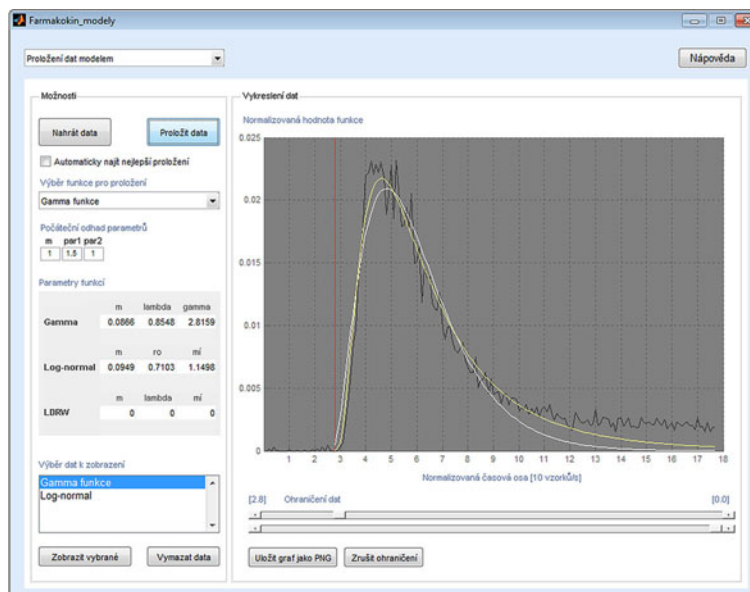 Farmakokin_modely
Proložení dat modelem
Nápověda
Možnosti
Nahrát data
Proložit data
Automaticky najít nejlepší proložení
Výběr funkce pro proložení
Gamma funkce
Počáteční odhad parametrů
m par1 par2
1 1.5 1
Parametry funkcí
m lambda gamma
Gamma 0.0866 0.8548 2.8159
m ro mí
Log-normal 0.0949 0.7103 1.1498
m lambda mí
LDRW 0 0 0
Výběr dat k zobrazení
Gamma funkce
Log-normal
Zobrazit vybrané
Vymazat data
Vykreslení dat
Normalizovaná hodnota funkce
0.025
0.02
0.015
0.01
0.005
0
1 2 3 4 5 6 7 8 9 10 11 12 13 14 15 16 17 18
Normalizovaná časová osa [10 vzorků/s]
[2.8] Ohraničení dat [0.0]
Uložit graf jako PNG
Zrušit ohraničení